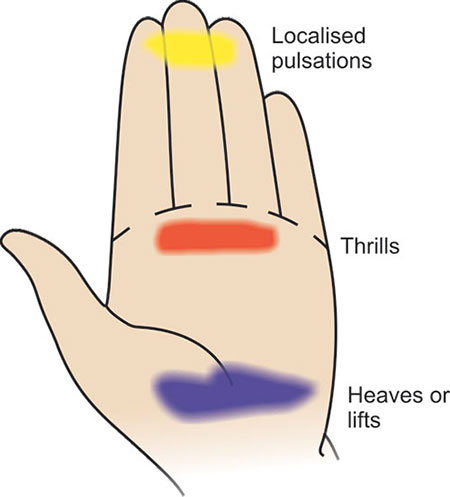 Localised
pulsations
Thrills
Heaves or
lifts